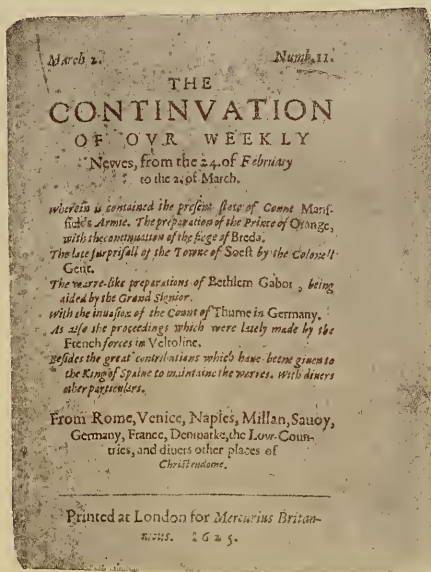 March 2. Numb. 11.
THE
CONTINVATION
OF OVR WEEKLY
Newes, from the 24. of February
to the 2. of March.
Wherein is contained the present state of Count Mans-
fields Armie. The preparation of the Prince of Orange,
with the continuation of the siege of Breda.
The late surprisall of the Towne of Soest by the Colonell
Gent.
The warre-like preparations of Bethlem Gabor, being
aided by the Grand Signior.
With the inuasion of the Count of Thurne in Germany.
As also the proceedings which were lately made by the
French forces in Veltoline.
Besides the great contributions which haue beene giuen to
the King of Spaine to maintaine the warres. With diuers
other particulars.
From Rome, Venice, Naples, Millan, Sauoy,
Germany, France, Denmarke, the Low-Coun-
tries, and diuers other places of
Christendome.
Printed at London for Mercurius Britan-
nicus. 1625.